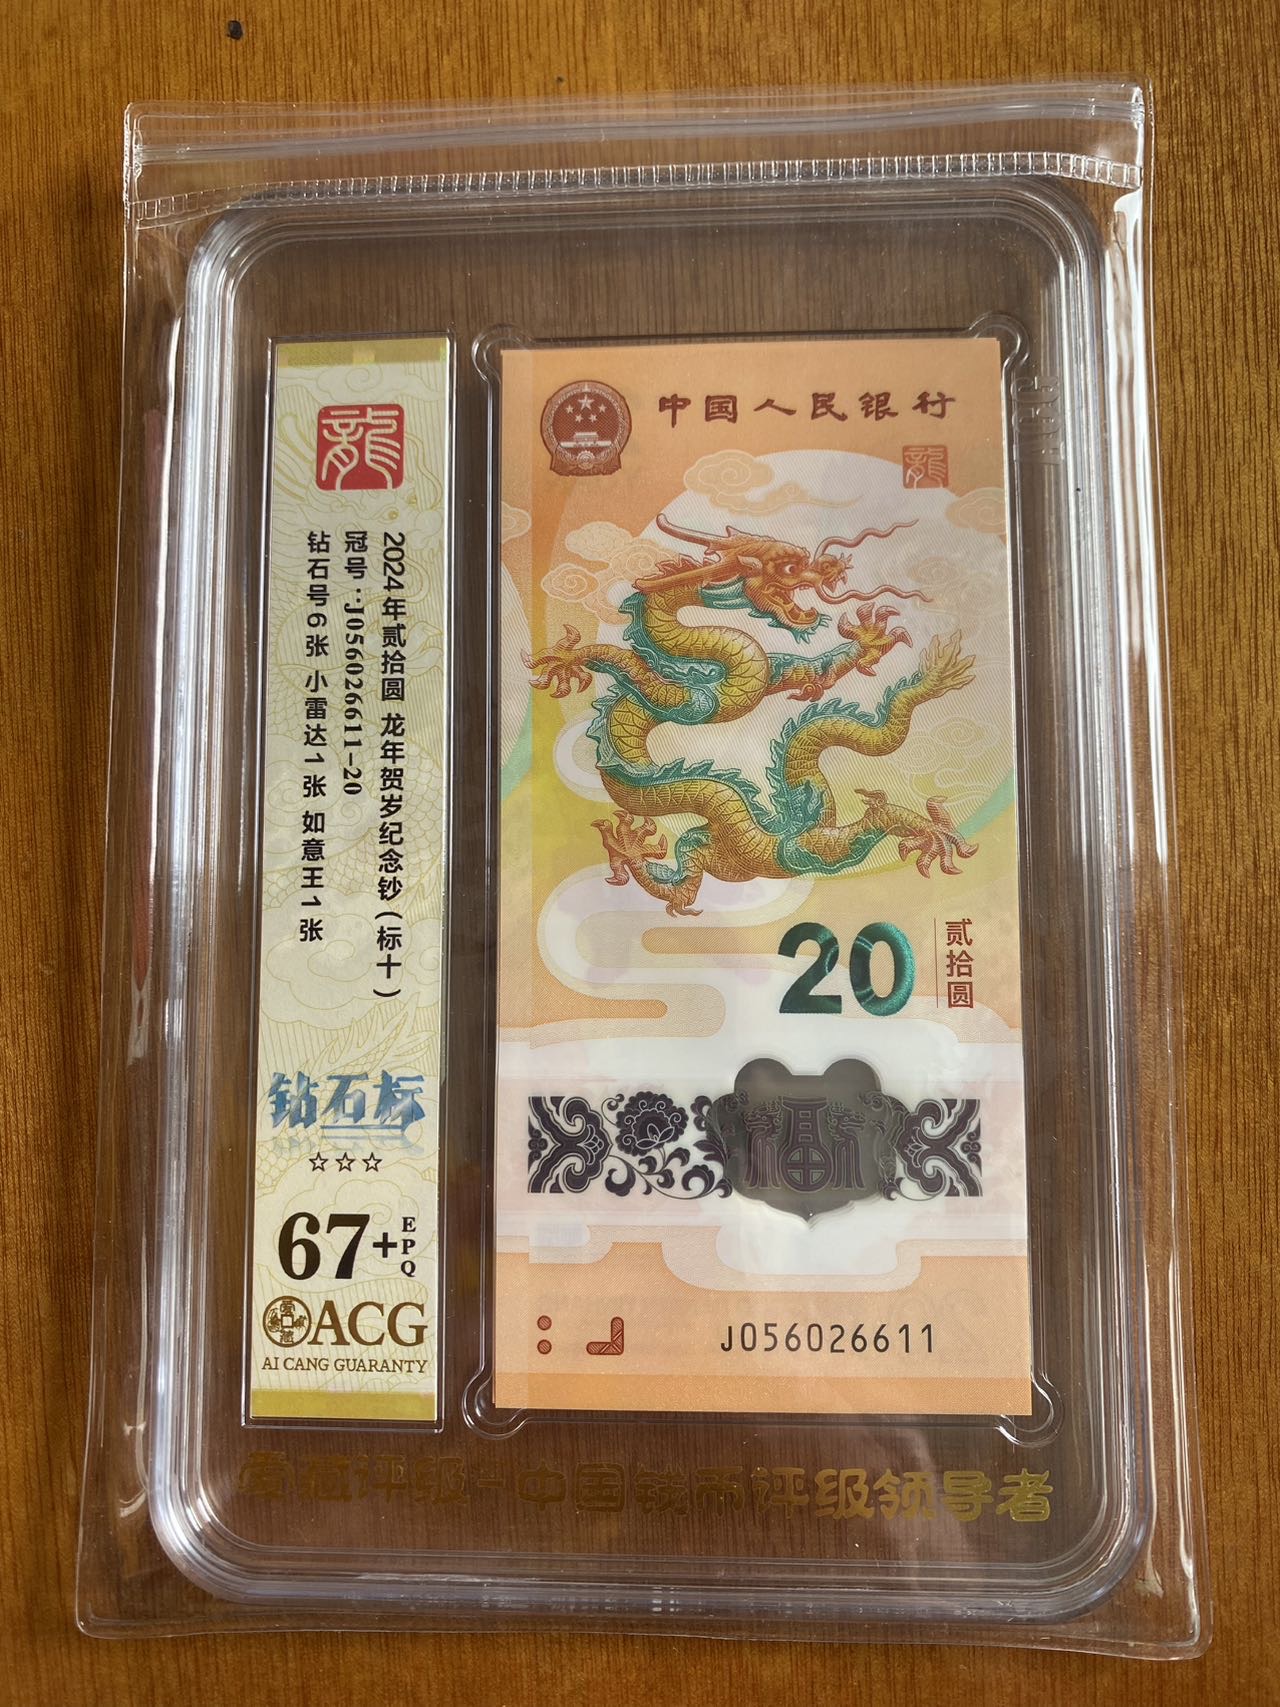 龍
2024年贰拾圆 龙年贺岁纪念钞(标十)
冠号:J056026611-20
钻石号6张 小雷达1张 如意王1张
钻石标
☆☆☆
67+EPQ
ACG
AI CANG GUARANTY
中国人民银行
龍
20
贰拾圆
福
J056026611
爱藏评级-中国钱币评级领导者